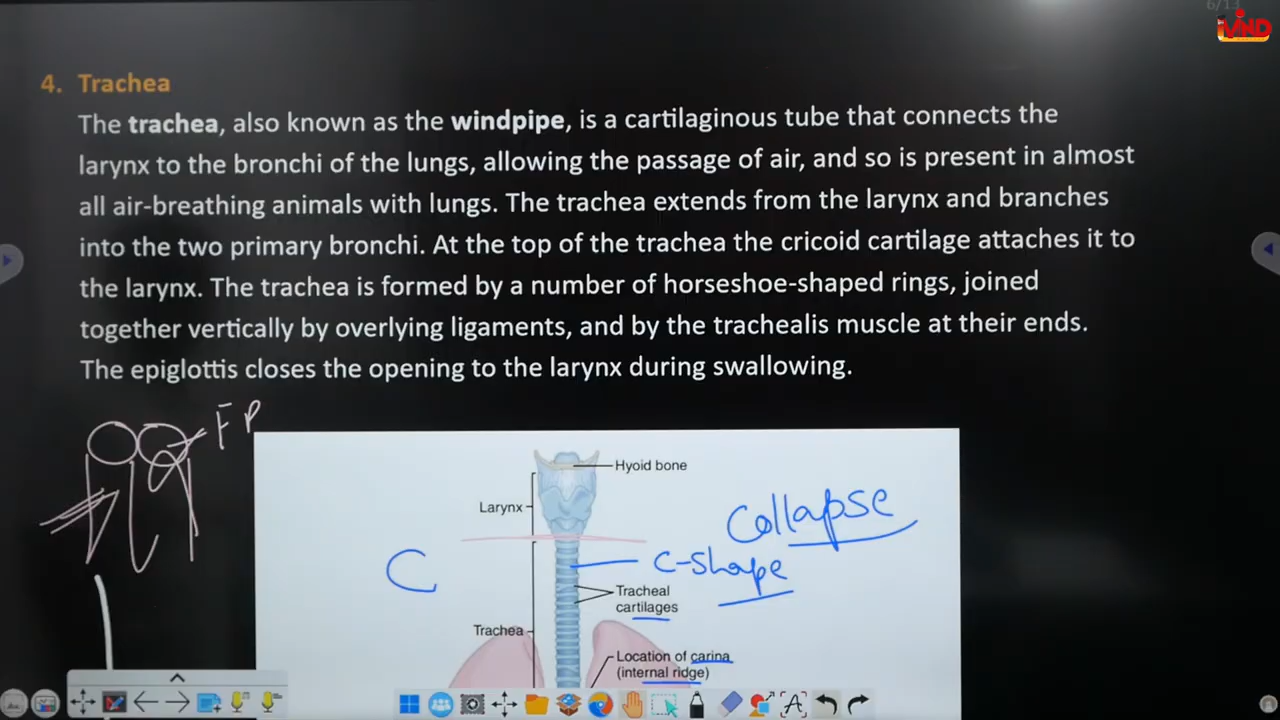 6/13
iVND
4. Trachea
The trachea, also known as the windpipe, is a cartilaginous tube that connects the
larynx to the bronchi of the lungs, allowing the passage of air, and so is present in almost
all air-breathing animals with lungs. The trachea extends from the larynx and branches
into the two primary bronchi. At the top of the trachea the cricoid cartilage attaches it to
the larynx. The trachea is formed by a number of horseshoe-shaped rings, joined
together vertically by overlying ligaments, and by the trachealis muscle at their ends.
The epiglottis closes the opening to the larynx during swallowing.
FP
Hyoid bone
Larynx
Collapse
C
C-shape
Tracheal
cartilages
Trachea
Location of carina
(internal ridge)